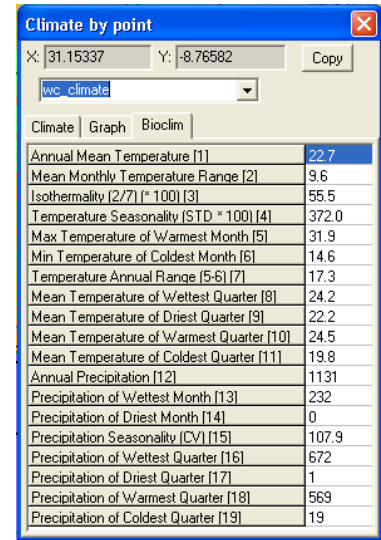 Climate by point
X: 31.15337 Y: -8.76582 Copy
wc_climate
Climate Graph Bioclim
Annual Mean Temperature [1] 22.7
Mean Monthly Temperature Range [2] 9.6
Isothermality (2/7) (* 100) [3] 55.5
Temperature Seasonality (STD * 100) [4] 372.0
Max Temperature of Warmest Month [5] 31.9
Min Temperature of Coldest Month [6] 14.6
Temperature Annual Range (5-6) [7] 17.3
Mean Temperature of Wettest Quarter [8] 24.2
Mean Temperature of Driest Quarter [9] 22.2
Mean Temperature of Warmest Quarter [10] 24.5
Mean Temperature of Coldest Quarter [11] 19.8
Annual Precipitation [12] 1131
Precipitation of Wettest Month [13] 232
Precipitation of Driest Month [14] 0
Precipitation Seasonality (CV) [15] 107.9
Precipitation of Wettest Quarter [16] 672
Precipitation of Driest Quarter [17] 1
Precipitation of Warmest Quarter [18] 569
Precipitation of Coldest Quarter [19] 19